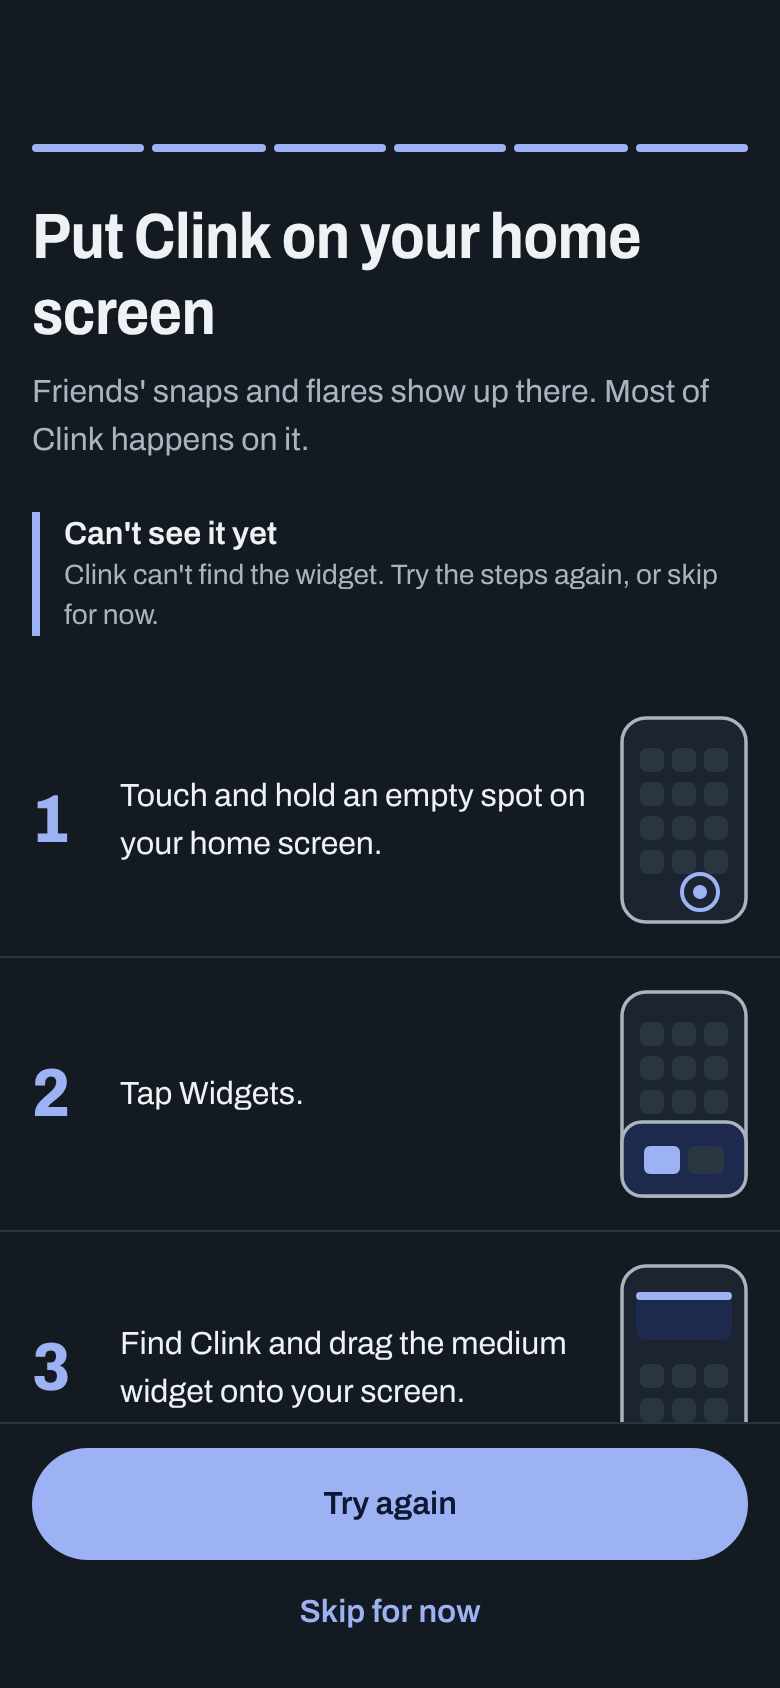 Put Clink on your home
screen
Friends' snaps and flares show up there. Most of
Clink happens on it.
Can't see it yet
Clink can't find the widget. Try the steps again, or skip
for now.
1
Touch and hold an empty spot on
your home screen.
2
Tap Widgets.
3
Find Clink and drag the medium
widget onto your screen.
Try again
Skip for now